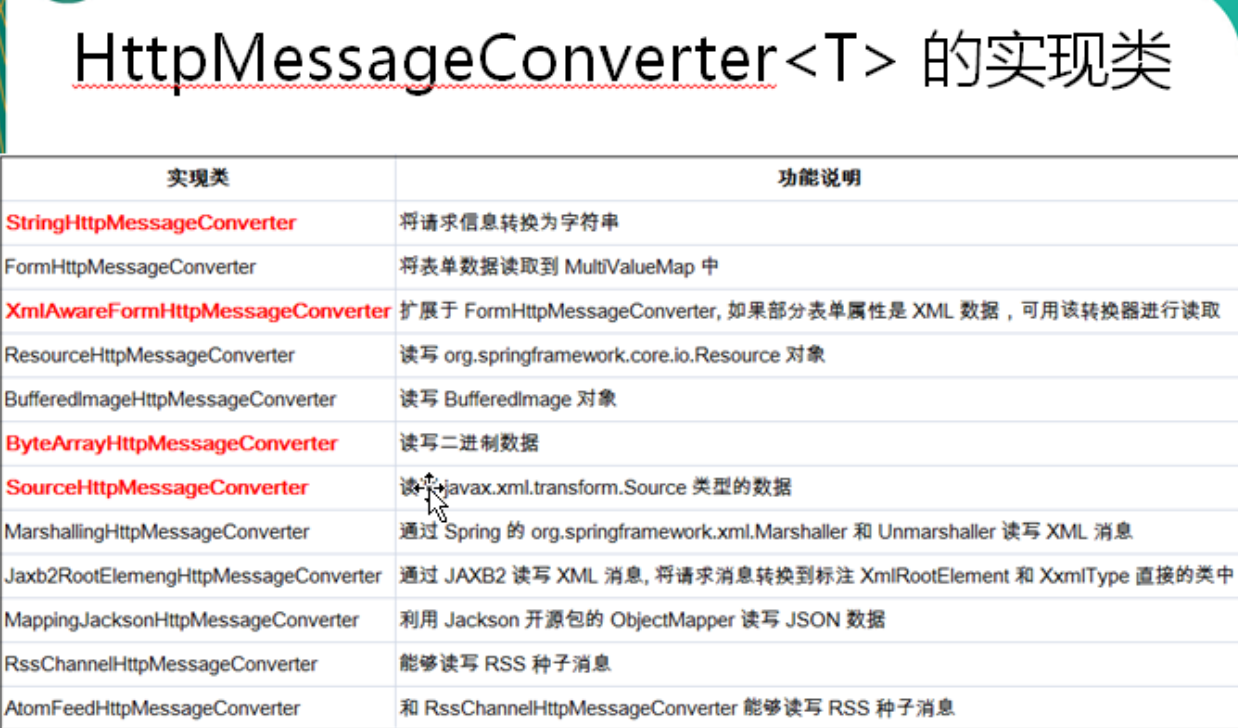 HttpMessageConverter<T> 的实现类
实现类 功能说明
StringHttpMessageConverter 将请求信息转换为字符串
FormHttpMessageConverter 将表单数据读取到 MultiValueMap 中
XmlAwareFormHttpMessageConverter 扩展于 FormHttpMessageConverter, 如果部分表单属性是 XML 数据，可用该转换器进行读取
ResourceHttpMessageConverter 读写 org.springframework.core.io.Resource 对象
BufferedImageHttpMessageConverter 读写 BufferedImage 对象
ByteArrayHttpMessageConverter 读写二进制数据
SourceHttpMessageConverter 读 javax.xml.transform.Source 类型的数据
MarshallingHttpMessageConverter 通过 Spring 的 org.springframework.xml.Marshaller 和 Unmarshaller 读写 XML 消息
Jaxb2RootElemengHttpMessageConverter 通过 JAXB2 读写 XML 消息, 将请求消息转换到标注 XmlRootElement 和 XxmlType 直接的类中
MappingJacksonHttpMessageConverter 利用 Jackson 开源包的 ObjectMapper 读写 JSON 数据
RssChannelHttpMessageConverter 能够读写 RSS 种子消息
AtomFeedHttpMessageConverter 和 RssChannelHttpMessageConverter 能够读写 RSS 种子消息